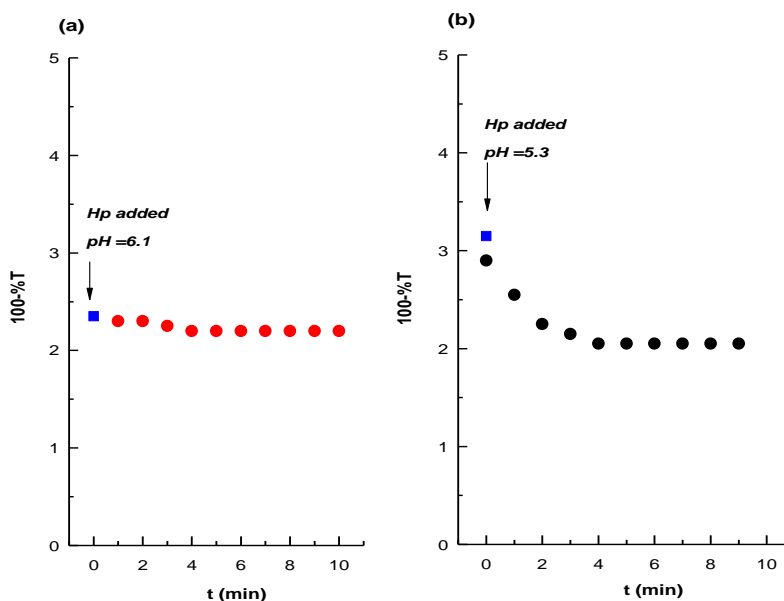 (a)
5
4
3
2
1
0
Hp added
pH =6.1
100-%T
0 2 4 6 8 10
t (min)
(b)
5
4
3
2
1
0
Hp added
pH =5.3
100-%T
0 2 4 6 8 10
t (min)